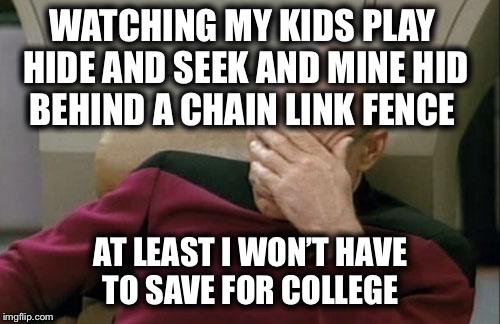 WATCHING MY KIDS PLAY
HIDE AND SEEK AND MINE HID
BEHIND A CHAIN LINK FENCE
AT LEAST I WON’T HAVE
TO SAVE FOR COLLEGE
imgflip.com